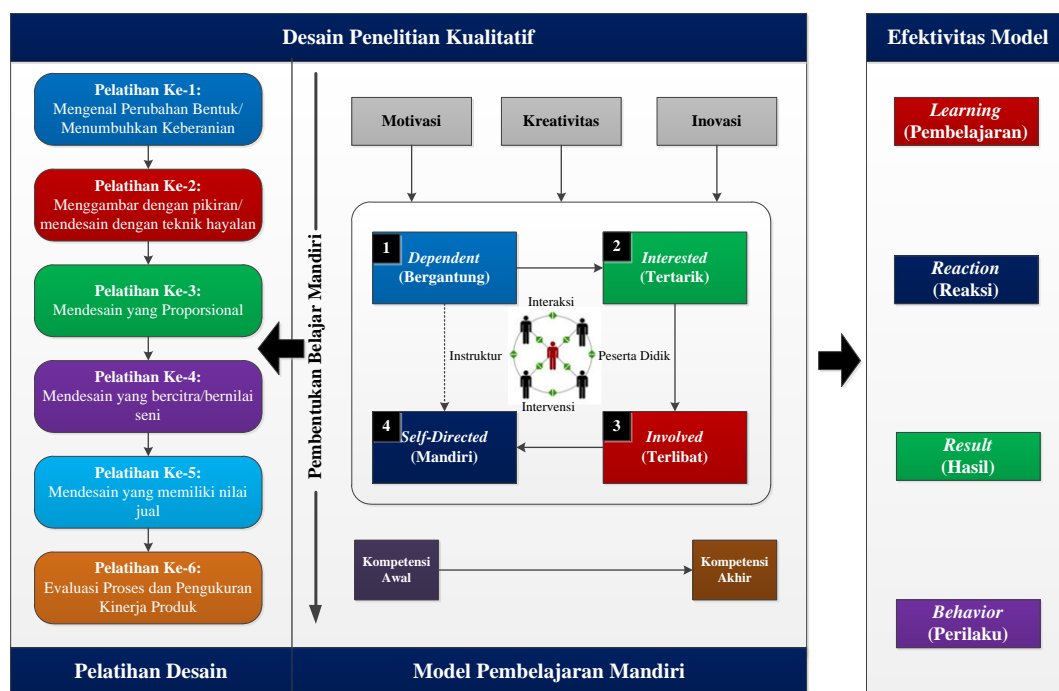 Desain Penelitian Kualitatif
Pelatihan Ke-1:
Mengenal Perubahan Bentuk/
Menumbuhkan Keberanian
Pelatihan Ke-2:
Menggambar dengan pikiran/
mendesain dengan teknik hayalan
Pelatihan Ke-3:
Mendesain yang Proporsional
Pelatihan Ke-4:
Mendesain yang bercitra/bernilai
seni
Pelatihan Ke-5:
Mendesain yang memiliki nilai
jual
Pelatihan Ke-6:
Evaluasi Proses dan Pengukuran
Kinerja Produk
Pelatihan Desain
Pembentukan Belajar Mandiri
Motivasi
Kreativitas
Inovasi
1
Dependent
(Bergantung)
2
Interested
(Tertarik)
Interaksi
Instruktur
Peserta Didik
Intervensi
4
Self-Directed
(Mandiri)
3
Involved
(Terlibat)
Kompetensi
Awal
Kompetensi
Akhir
Model Pembelajaran Mandiri
Efektivitas Model
Learning
(Pembelajaran)
Reaction
(Reaksi)
Result
(Hasil)
Behavior
(Perilaku)